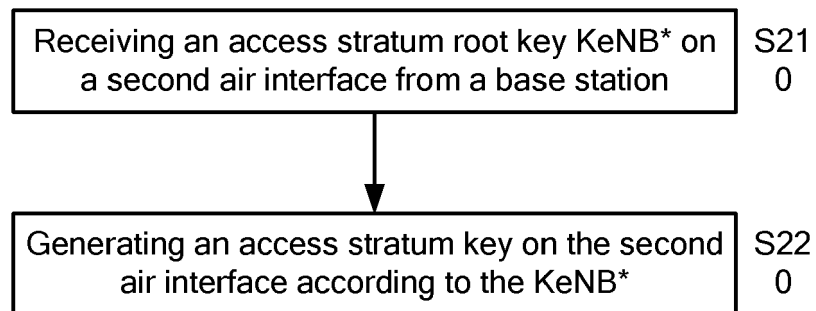 Receiving an access stratum root key KeNB* on
a second air interface from a base station
S21
0
Generating an access stratum key on the second
air interface according to the KeNB*
S22
0